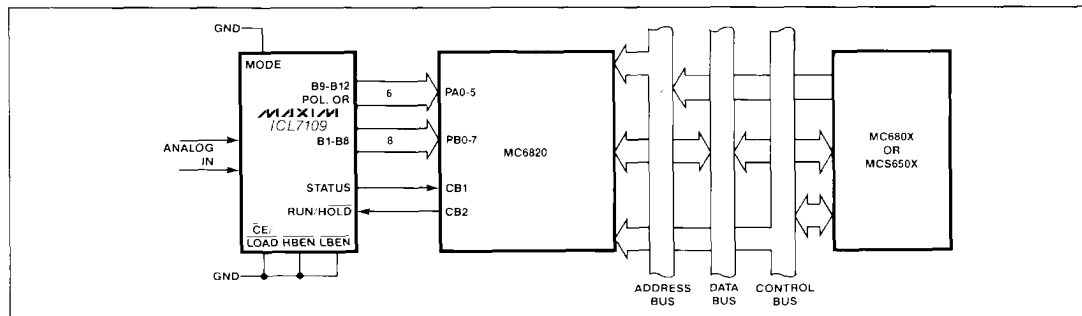 GND
MODE
B9-B12
POL. OR
6
PA0-5
MAXIM
ICL7109
B1-B8
8
PB0-7
MC6820
MC680X
OR
MCS650X
ANALOG
IN
STATUS
CB1
RUN/HOLD
CB2
CE/
LOAD HBEN LBEN
GND
ADDRESS
BUS
DATA
BUS
CONTROL
BUS